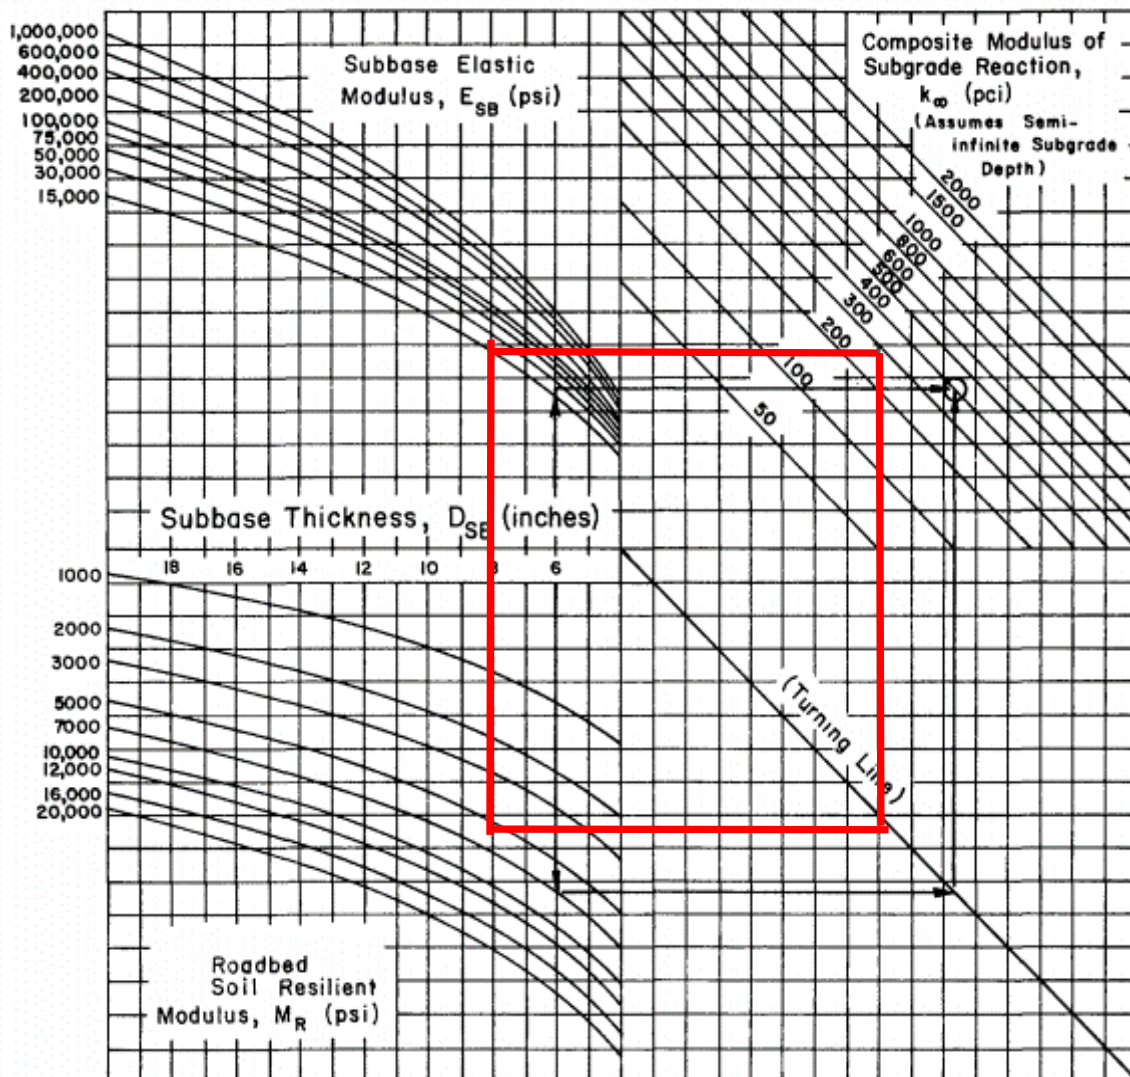 1,000,000
600,000
400,000
200,000
100,000
75,000
50,000
30,000
15,000
Subbase Elastic
Modulus, E_SB (psi)
Composite Modulus of
Subgrade Reaction,
k∞ (pci)
(Assumes Semi-
infinite Subgrade
Depth)
2000
1500
1000
800
600
500
400
300
200
100
50
Subbase Thickness, D_SB (inches)
18 16 14 12 10 8 6
1000
2000
3000
5000
7000
10,000
12,000
16,000
20,000
(Turning Line)
Roadbed
Soil Resilient
Modulus, M_R (psi)